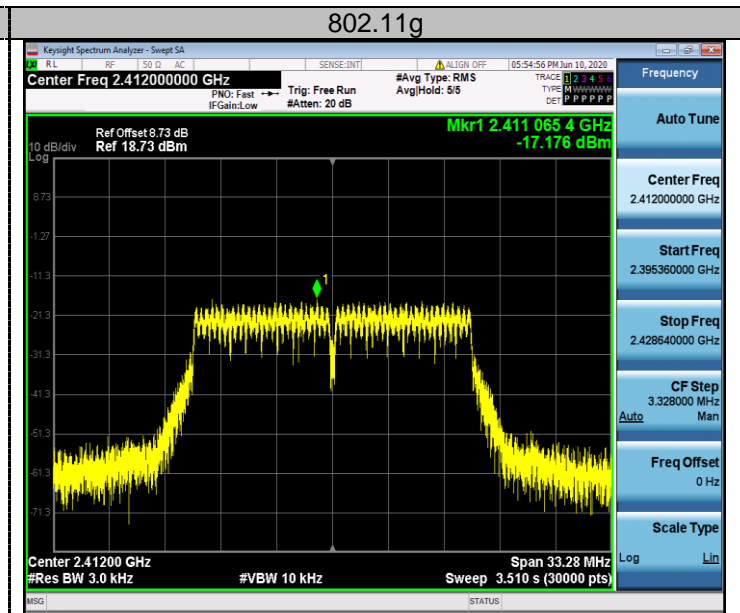 802.11g
Keysight Spectrum Analyzer - Swept SA
RL RF 50 Ω AC SENSE:INT ALIGN OFF 05:54:56 PM Jun 10, 2020
Center Freq 2.412000000 GHz
PNO: Fast
IFGain:Low
Trig: Free Run
#Atten: 20 dB
#Avg Type: RMS
Avg|Hold: 5/5
TRACE 1 2 3 4 5 6
TYPE M WWWWW
DET P P P P P P
Frequency
Mkr1 2.411 065 4 GHz
-17.176 dBm
Ref Offset 8.73 dB
10 dB/div Ref 18.73 dBm
Log
8.73
-1.27
-11.3
-21.3
-31.3
-41.3
-51.3
-61.3
-71.3
1
Center 2.41200 GHz Span 33.28 MHz
#Res BW 3.0 kHz #VBW 10 kHz Sweep 3.510 s (30000 pts)
MSG STATUS
Auto Tune
Center Freq
2.412000000 GHz
Start Freq
2.395360000 GHz
Stop Freq
2.428640000 GHz
CF Step
3.328000 MHz
Auto Man
Freq Offset
0 Hz
Scale Type
Log Lin